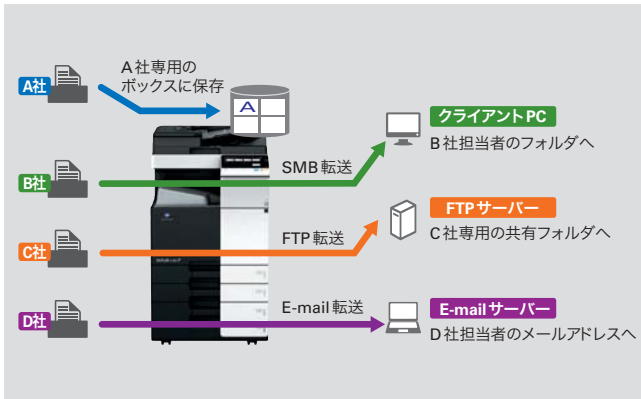 A社
A社専用の
ボックスに保存
A
B社
SMB転送
クライアントPC
B社担当者のフォルダへ
C社
FTP転送
FTPサーバー
C社専用の共有フォルダへ
D社
E-mail転送
E-mailサーバー
D社担当者のメールアドレスへ